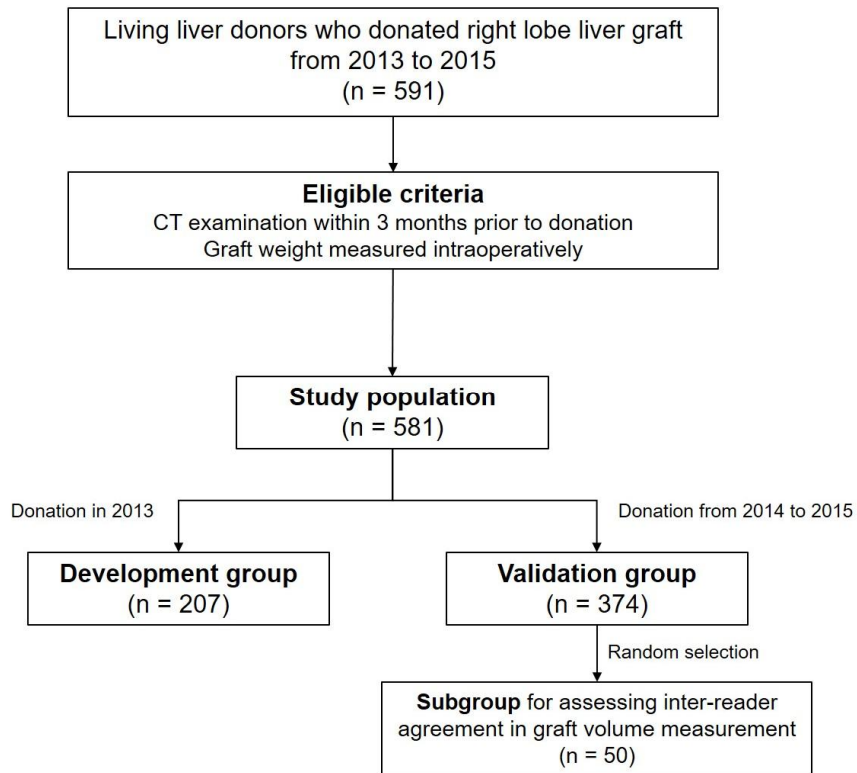 Living liver donors who donated right lobe liver graft
from 2013 to 2015
(n = 591)
Eligible criteria
CT examination within 3 months prior to donation
Graft weight measured intraoperatively
Study population
(n = 581)
Donation in 2013
Donation from 2014 to 2015
Development group
(n = 207)
Validation group
(n = 374)
Random selection
Subgroup for assessing inter-reader
agreement in graft volume measurement
(n = 50)